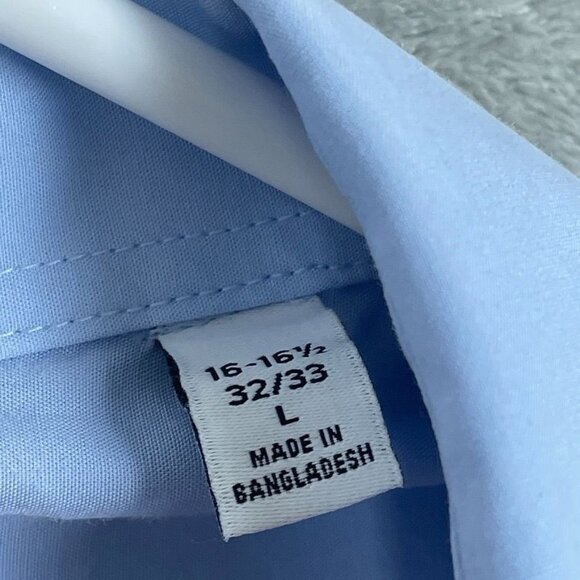 16-16½
32/33
L
MADE IN
BANGLADESH